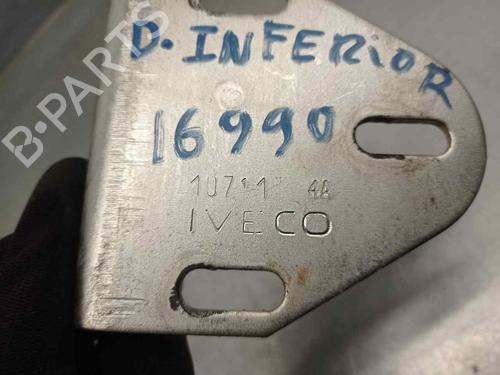 D. INFERIOR
16990
IVECO
B-PARTS